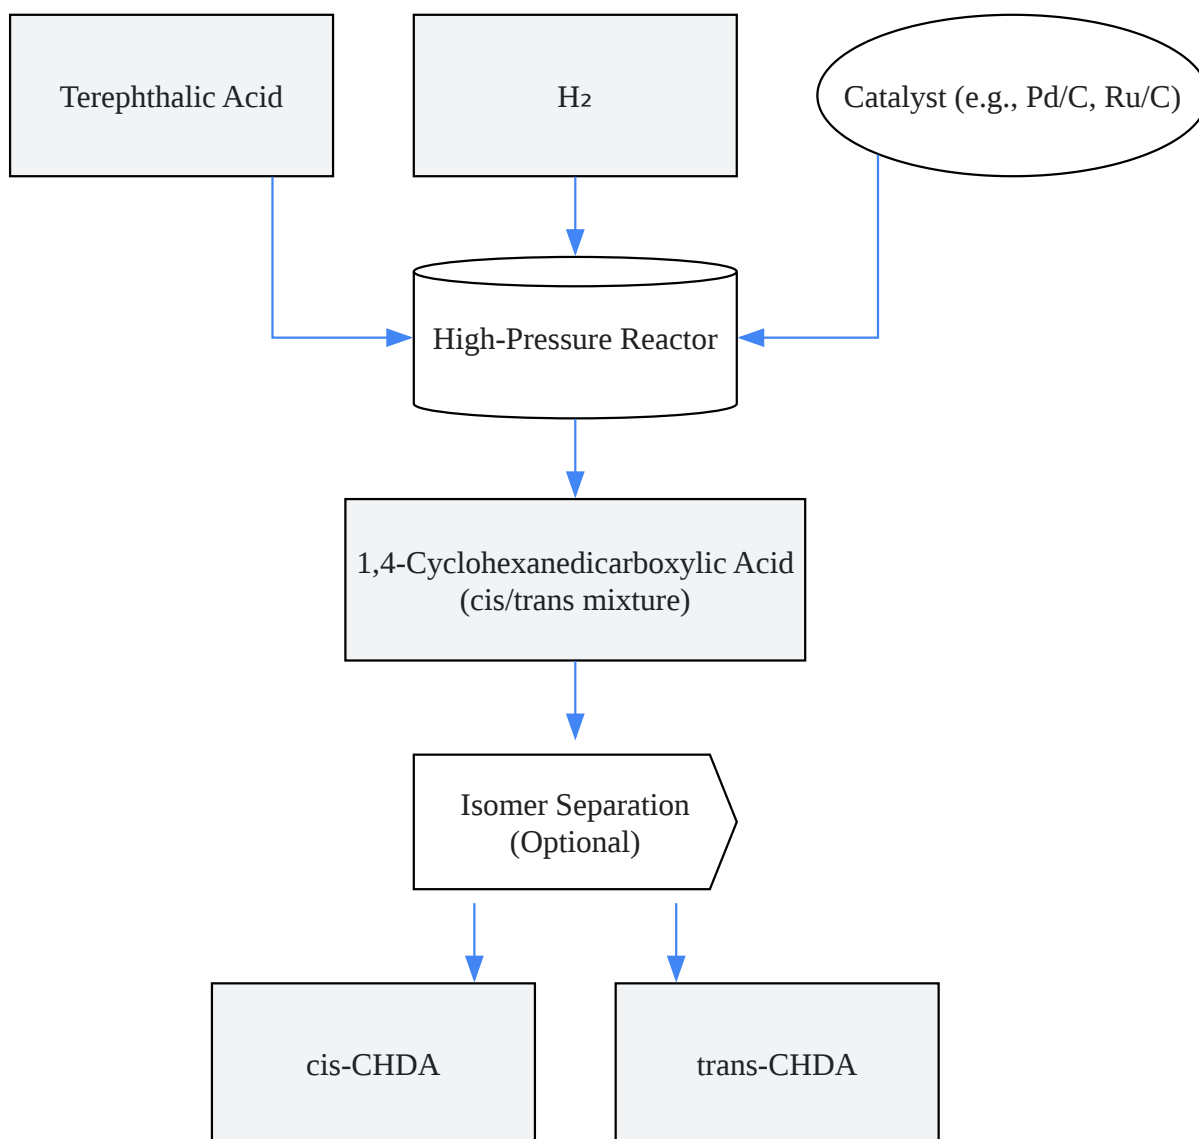 Terephthalic Acid
H₂
Catalyst (e.g., Pd/C, Ru/C)
High-Pressure Reactor
1,4-Cyclohexanedicarboxylic Acid
(cis/trans mixture)
Isomer Separation
(Optional)
cis-CHDA
trans-CHDA